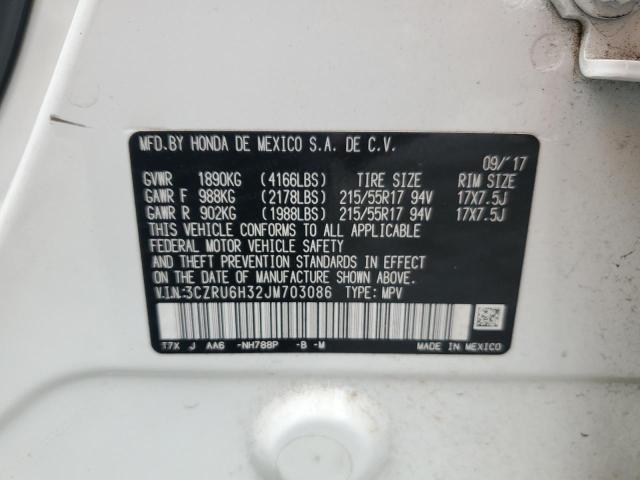 MFD.BY HONDA DE MEXICO S.A. DE C.V.
09/'17
GVWR 1890KG (4166LBS) TIRE SIZE RIM SIZE
GAWR F 988KG (2178LBS) 215/55R17 94V 17X7.5J
GAWR R 902KG (1988LBS) 215/55R17 94V 17X7.5J
THIS VEHICLE CONFORMS TO ALL APPLICABLE
FEDERAL MOTOR VEHICLE SAFETY
AND THEFT PREVENTION STANDARDS IN EFFECT
ON THE DATE OF MANUFACTURE SHOWN ABOVE.
V.I.N.:3CZRU6H32JM703086 TYPE: MPV
T7X J AA6 -NH788P -B -M MADE IN MEXICO